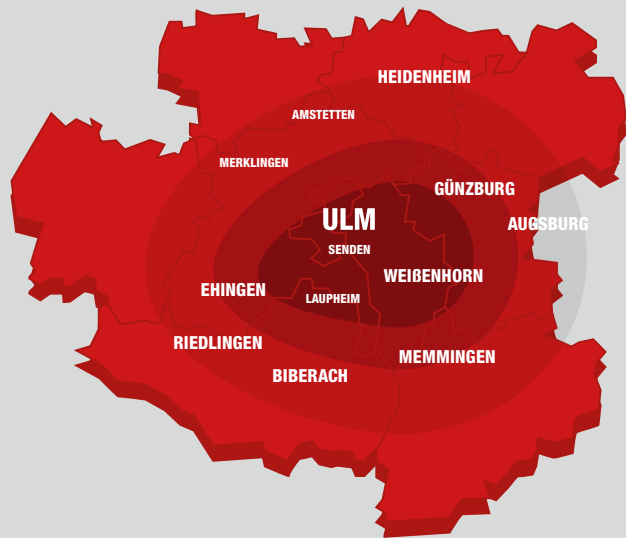 HEIDENHEIM
AMSTETTEN
MERKLINGEN
GÜNZBURG
ULM
AUGSBURG
SENDEN
WEIßENHORN
EHINGEN
LAUPHEIM
RIEDLINGEN
MEMMINGEN
BIBERACH